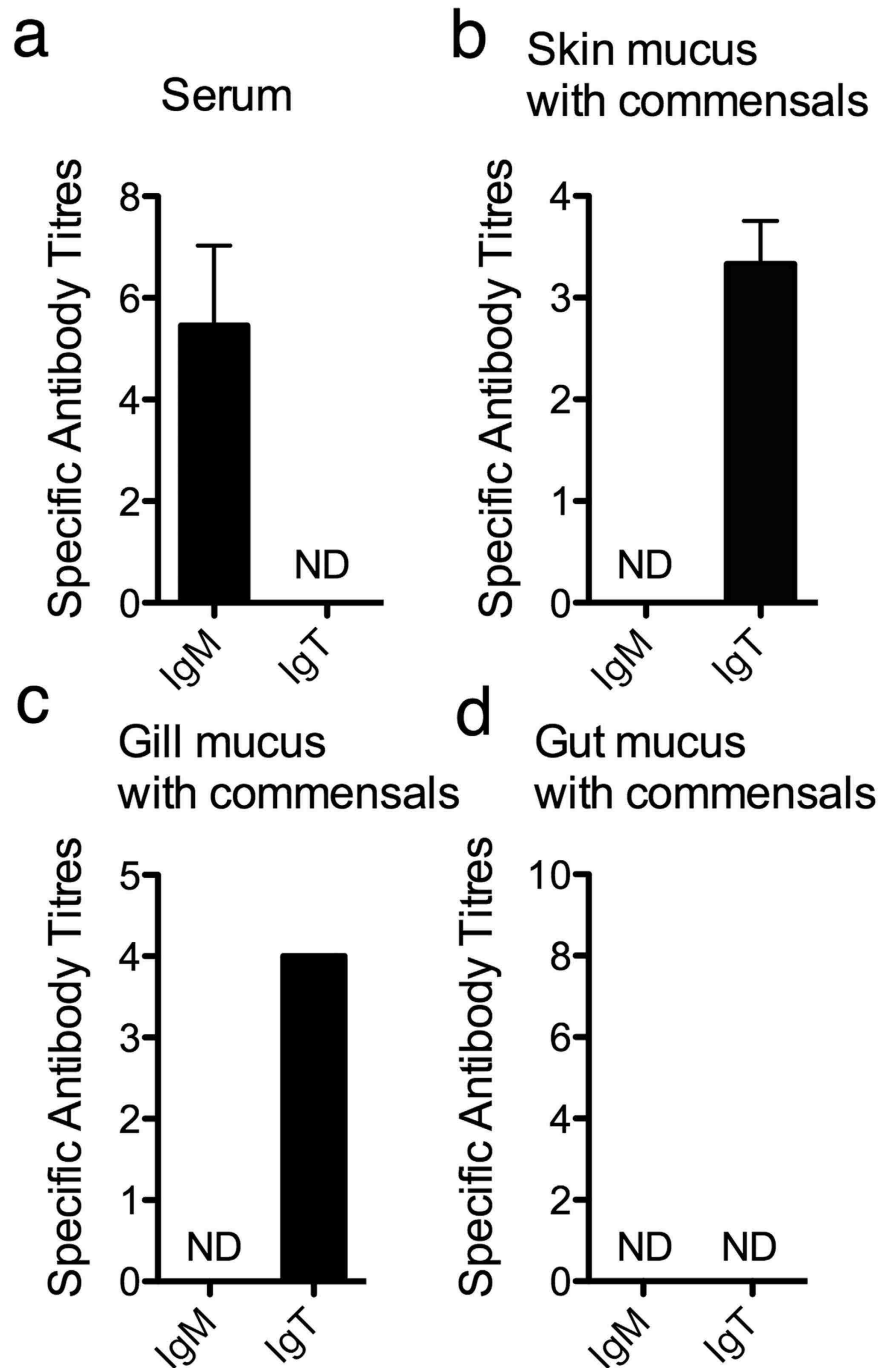 a
Serum
Specific Antibody Titres
8
6
4
2
0
ND
IgM
IgT
b
Skin mucus
with commensals
Specific Antibody Titres
4
3
2
1
0
ND
IgM
IgT
c
Gill mucus
with commensals
Specific Antibody Titres
5
4
3
2
1
0
ND
IgM
IgT
d
Gut mucus
with commensals
Specific Antibody Titres
10
8
6
4
2
0
ND
ND
IgM
IgT